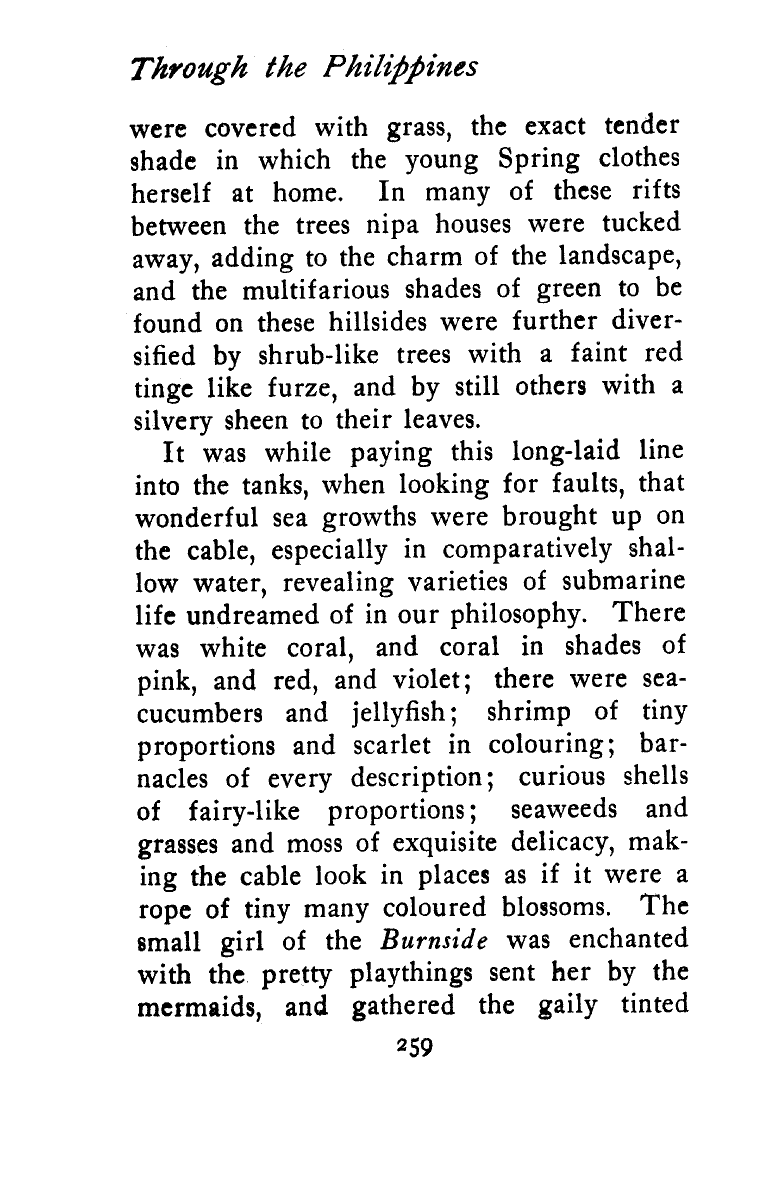 Through the Philippines
were covered with grass, the exact tender
shade in which the young Spring clothes
herself at home. In many of these rifts
between the trees nipa houses were tucked
away, adding to the charm of the landscape,
and the multifarious shades of green to be
found on these hillsides were further diver-
sified by shrub-like trees with a faint red
tinge like furze, and by still others with a
silvery sheen to their leaves.
It was while paying this long-laid line
into the tanks, when looking for faults, that
wonderful sea growths were brought up on
the cable, especially in comparatively shal-
low water, revealing varieties of submarine
life undreamed of in our philosophy. There
was white coral, and coral in shades of
pink, and red, and violet; there were sea-
cucumbers and jellyfish; shrimp of tiny
proportions and scarlet in colouring; bar-
nacles of every description; curious shells
of fairy-like proportions; seaweeds and
grasses and moss of exquisite delicacy, mak-
ing the cable look in places as if it were a
rope of tiny many coloured blossoms. The
small girl of the Burnside was enchanted
with the pretty playthings sent her by the
mermaids, and gathered the gaily tinted
259